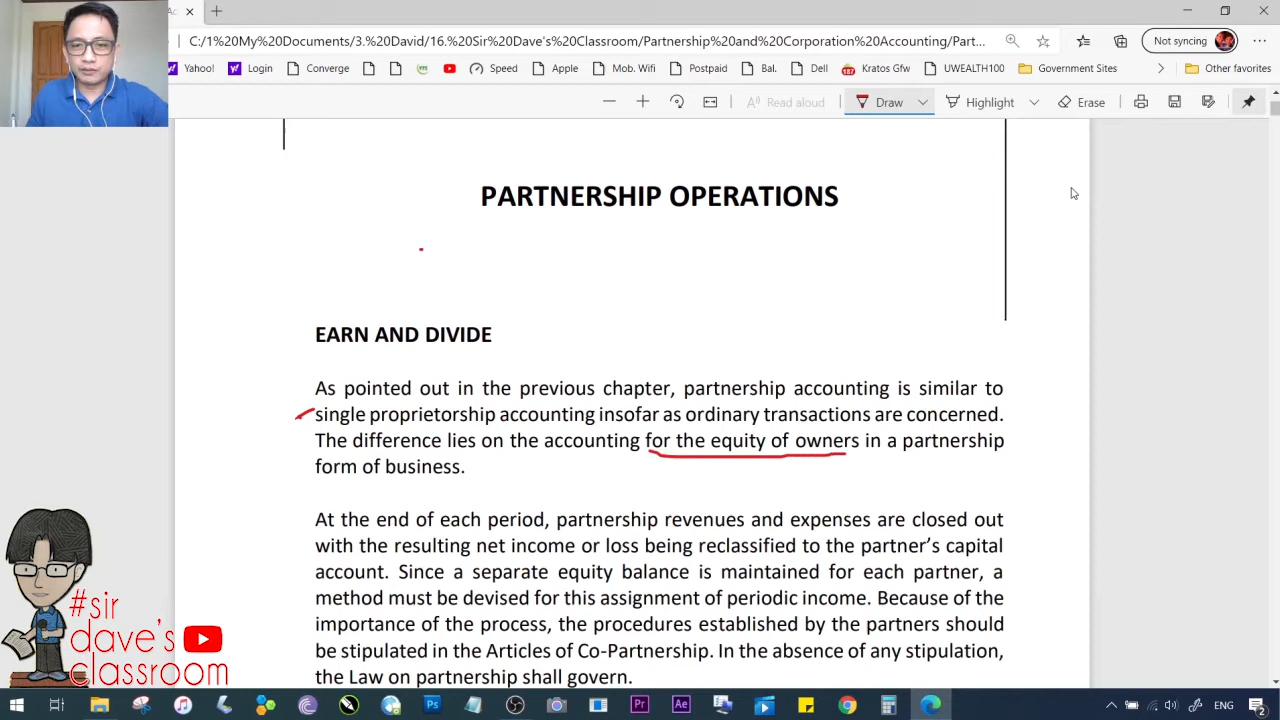 As
C:/1%20My%20Documents/3.%20David/16.%20Sir%20Dave's%20Classroom/Partnership%20and%20Corporation%20Accounting/Part...
Not syncing
Yahoo!
Login
Converge
Speed
Apple
Mob. Wifi
Postpaid
Bal.
Dell
187
Kratos Gfw
UWEALTH100
Government Sites
Other favorites
Read aloud
Draw
Highlight
Erase
PARTNERSHIP OPERATIONS
EARN AND DIVIDE
As pointed out in the previous chapter, partnership accounting is similar to
single proprietorship accounting insofar as ordinary transactions are concerned.
The difference lies on the accounting for the equity of owners in a partnership
form of business.
At the end of each period, partnership revenues and expenses are closed out
with the resulting net income or loss being reclassified to the partner's capital
account. Since a separate equity balance is maintained for each partner, a
method must be devised for this assignment of periodic income. Because of the
importance of the process, the procedures established by the partners should
be stipulated in the Articles of Co-Partnership. In the absence of any stipulation,
the Law on partnership shall govern.
#sir
dave's
classroom
Ps
Pr
Ae
ENG
2